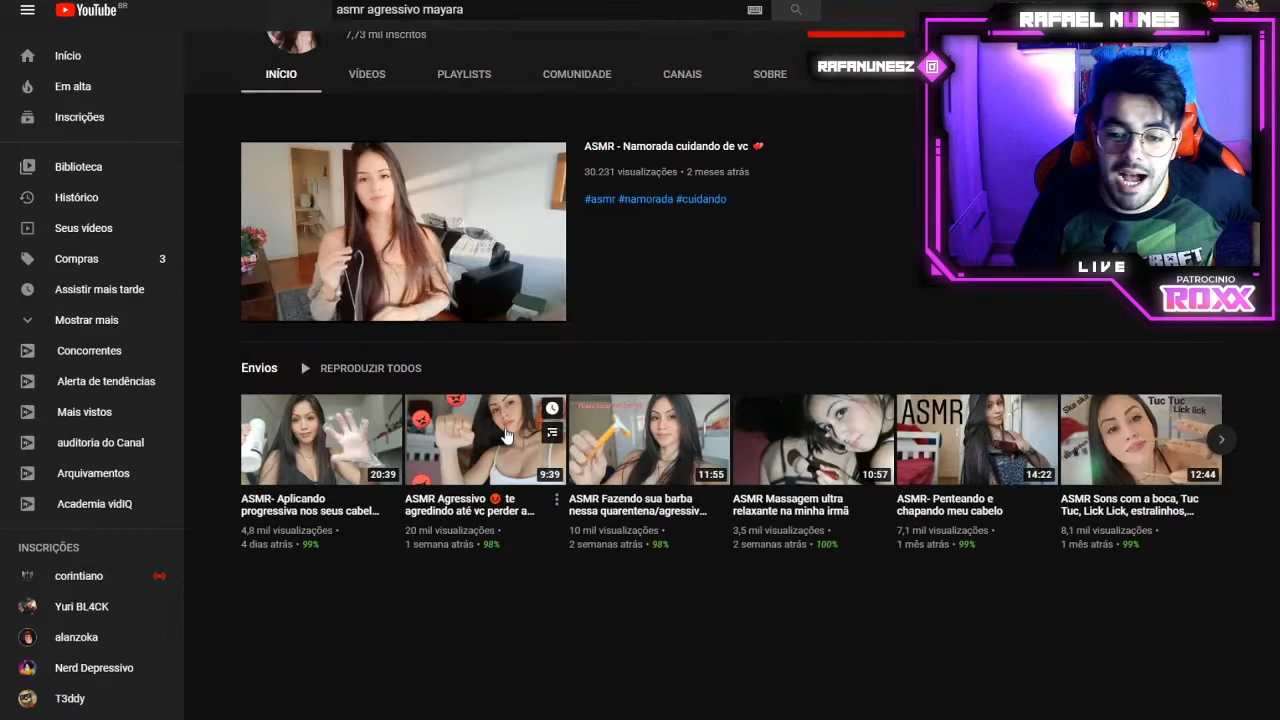 YouTube BR
asmr agressivo mayara
9+
7,73 mil inscritos
INÍCIO
VÍDEOS
PLAYLISTS
COMUNIDADE
CANAIS
SOBRE
Início
Em alta
Inscrições
Biblioteca
Histórico
Seus vídeos
Compras 3
Assistir mais tarde
Mostrar mais
Concorrentes
Alerta de tendências
Mais vistos
auditoria do Canal
Arquivamentos
Academia vidIQ
INSCRIÇÕES
corintiano
Yuri BL4CK
alanzoka
Nerd Depressivo
T3ddy
ASMR - Namorada cuidando de vc
30.231 visualizações • 2 meses atrás
#asmr #namorada #cuidando
Envios
REPRODUZIR TODOS
20:39
ASMR- Aplicando
progressiva nos seus cabel...
4,8 mil visualizações •
4 dias atrás • 99%
9:39
ASMR Agressivo 😡 te
agredindo até vc perder a...
20 mil visualizações •
1 semana atrás • 98%
11:55
ASMR Fazendo sua barba
nessa quarentena/agressiv...
10 mil visualizações •
2 semanas atrás • 98%
10:57
ASMR Massagem ultra
relaxante na minha irmã
3,5 mil visualizações •
2 semanas atrás • 100%
ASMR
14:22
ASMR- Penteando e
chapando meu cabelo
7,1 mil visualizações •
1 mês atrás • 99%
Ska ska
Tuc Tuc
Lick lick
12:44
ASMR Sons com a boca, Tuc
Tuc, Lick Lick, estralinhos,...
8,1 mil visualizações •
1 mês atrás • 99%
RAFAEL NUNES
RAFANUNESZ
LIVE
PATROCINIO
ROXX